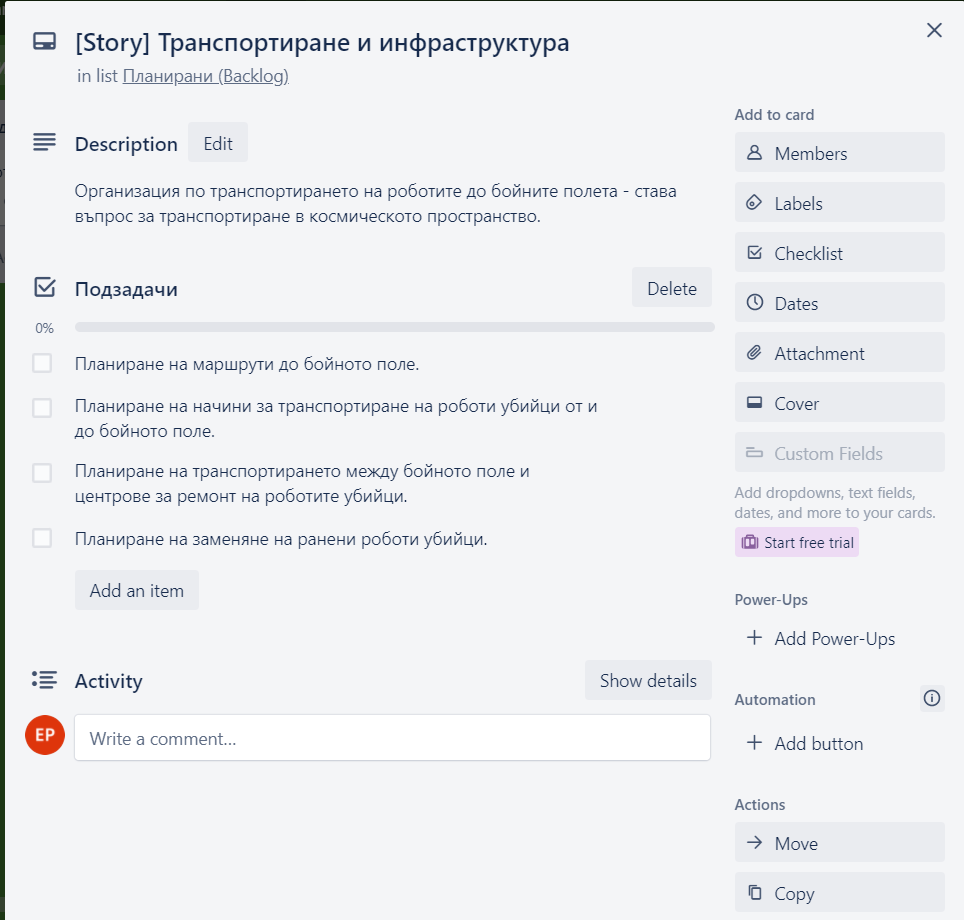 [Story] Транспортиране и инфраструктура
in list Планирани (Backlog)
Description
Edit
Организация по транспортирането на роботите до бойните полета - става
въпрос за транспортиране в космическото пространство.
Подзадачи
Delete
0%
Планиране на маршрути до бойното поле.
Планиране на начини за транспортиране на роботи убийци от и
до бойното поле.
Планиране на транспортирането между бойното поле и
центрове за ремонт на роботите убийци.
Планиране на заменяне на ранени роботи убийци.
Add an item
Activity
Show details
EP
Write a comment...
Add to card
Members
Labels
Checklist
Dates
Attachment
Cover
Custom Fields
Add dropdowns, text fields,
dates, and more to your cards.
Start free trial
Power-Ups
+ Add Power-Ups
Automation
+ Add button
Actions
Move
Copy